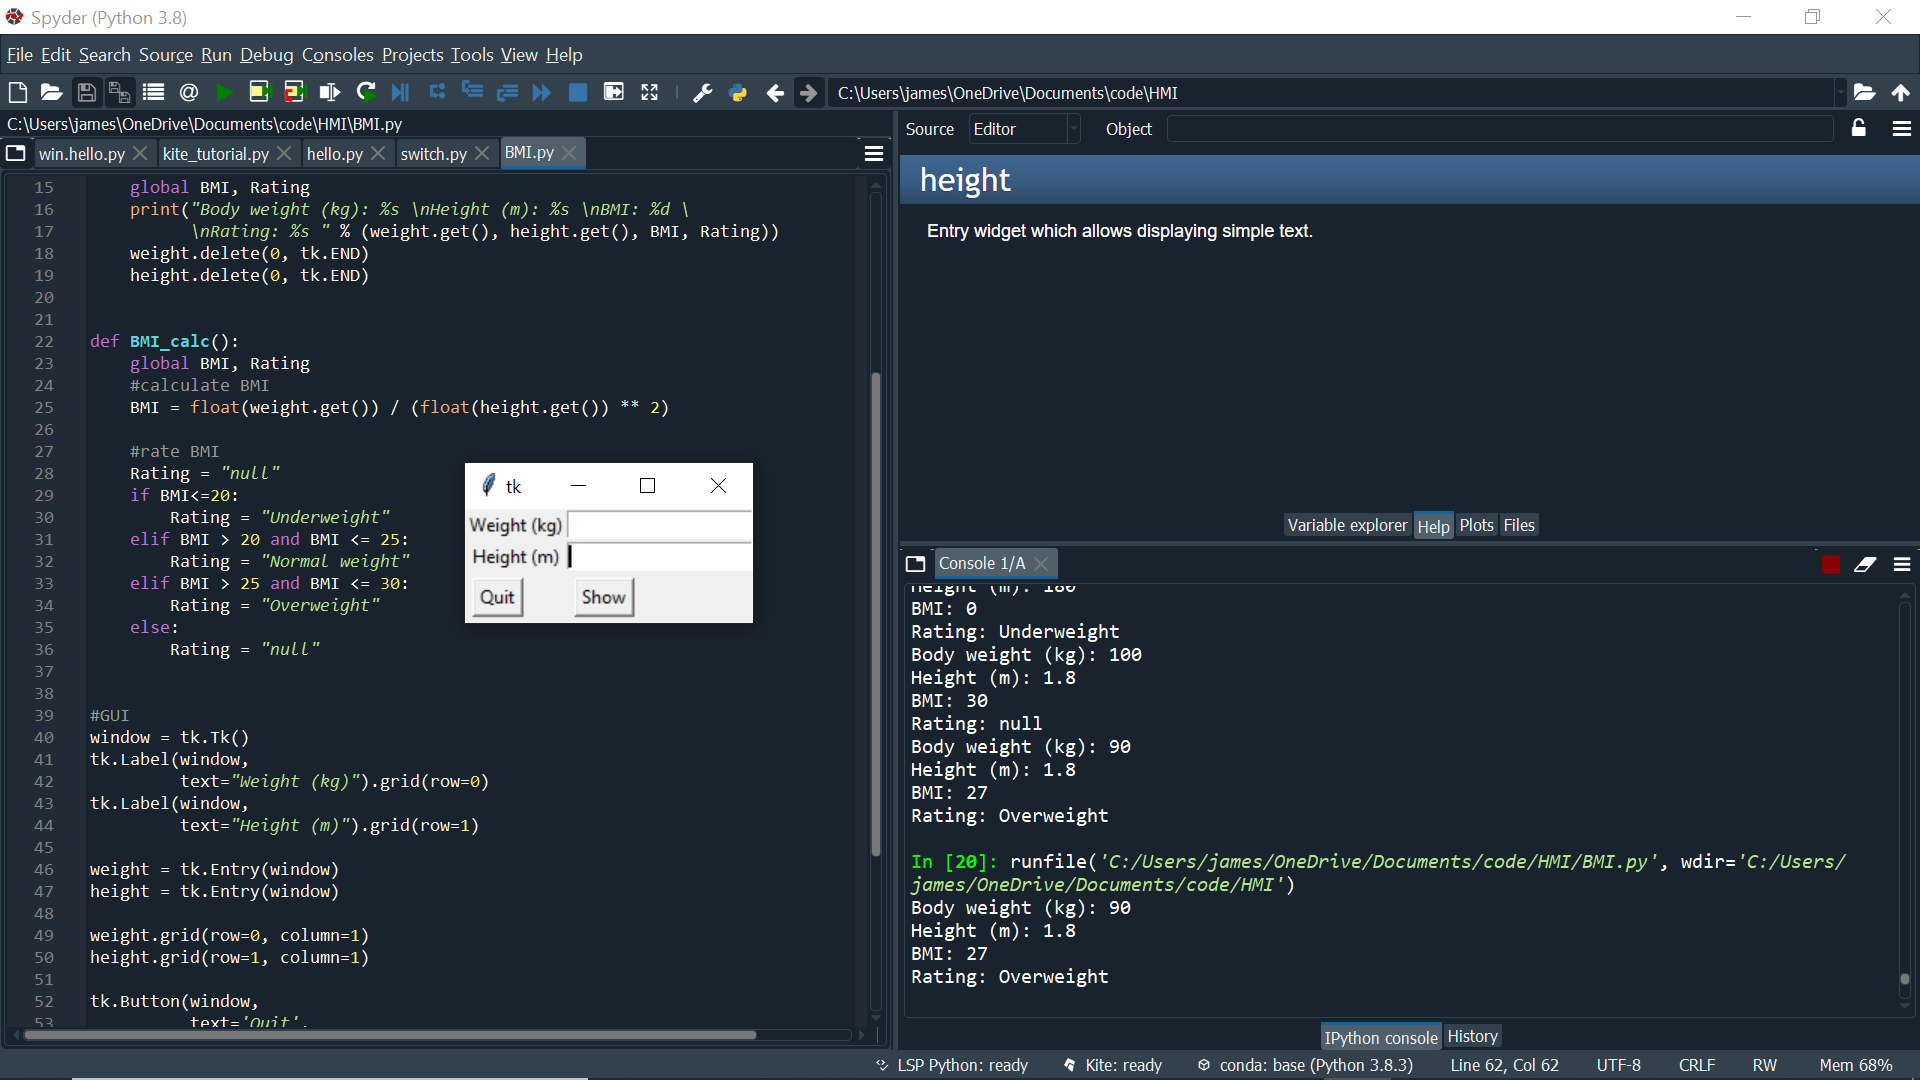 Spyder (Python 3.8)
File Edit Search Source Run Debug Consoles Projects Tools View Help
C:\Users\james\OneDrive\Documents\code\HMI
C:\Users\james\OneDrive\Documents\code\HMI\BMI.py
win.hello.py kite_tutorial.py hello.py switch.py BMI.py
15 global BMI, Rating
16 print("Body weight (kg): %s \nHeight (m): %s \nBMI: %d \
17 \nRating: %s " % (weight.get(), height.get(), BMI, Rating))
18 weight.delete(0, tk.END)
19 height.delete(0, tk.END)
20
21
22 def BMI_calc():
23 global BMI, Rating
24 #calculate BMI
25 BMI = float(weight.get()) / (float(height.get()) ** 2)
26
27 #rate BMI
28 Rating = "null"
29 if BMI<=20:
30 Rating = "Underweight"
31 elif BMI > 20 and BMI <= 25:
32 Rating = "Normal weight"
33 elif BMI > 25 and BMI <= 30:
34 Rating = "Overweight"
35 else:
36 Rating = "null"
37
38
39 #GUI
40 window = tk.Tk()
41 tk.Label(window,
42 text="Weight (kg)").grid(row=0)
43 tk.Label(window,
44 text="Height (m)").grid(row=1)
45
46 weight = tk.Entry(window)
47 height = tk.Entry(window)
48
49 weight.grid(row=0, column=1)
50 height.grid(row=1, column=1)
51
52 tk.Button(window,
53 text='Quit',
tk
Weight (kg)
Height (m)
Quit Show
Source Editor Object
height
Entry widget which allows displaying simple text.
Variable explorer Help Plots Files
Console 1/A
Height (m): 180
BMI: 0
Rating: Underweight
Body weight (kg): 100
Height (m): 1.8
BMI: 30
Rating: null
Body weight (kg): 90
Height (m): 1.8
BMI: 27
Rating: Overweight
In [20]: runfile('C:/Users/james/OneDrive/Documents/code/HMI/BMI.py', wdir='C:/Users/
james/OneDrive/Documents/code/HMI')
Body weight (kg): 90
Height (m): 1.8
BMI: 27
Rating: Overweight
IPython console History
LSP Python: ready Kite: ready conda: base (Python 3.8.3) Line 62, Col 62 UTF-8 CRLF RW Mem 68%